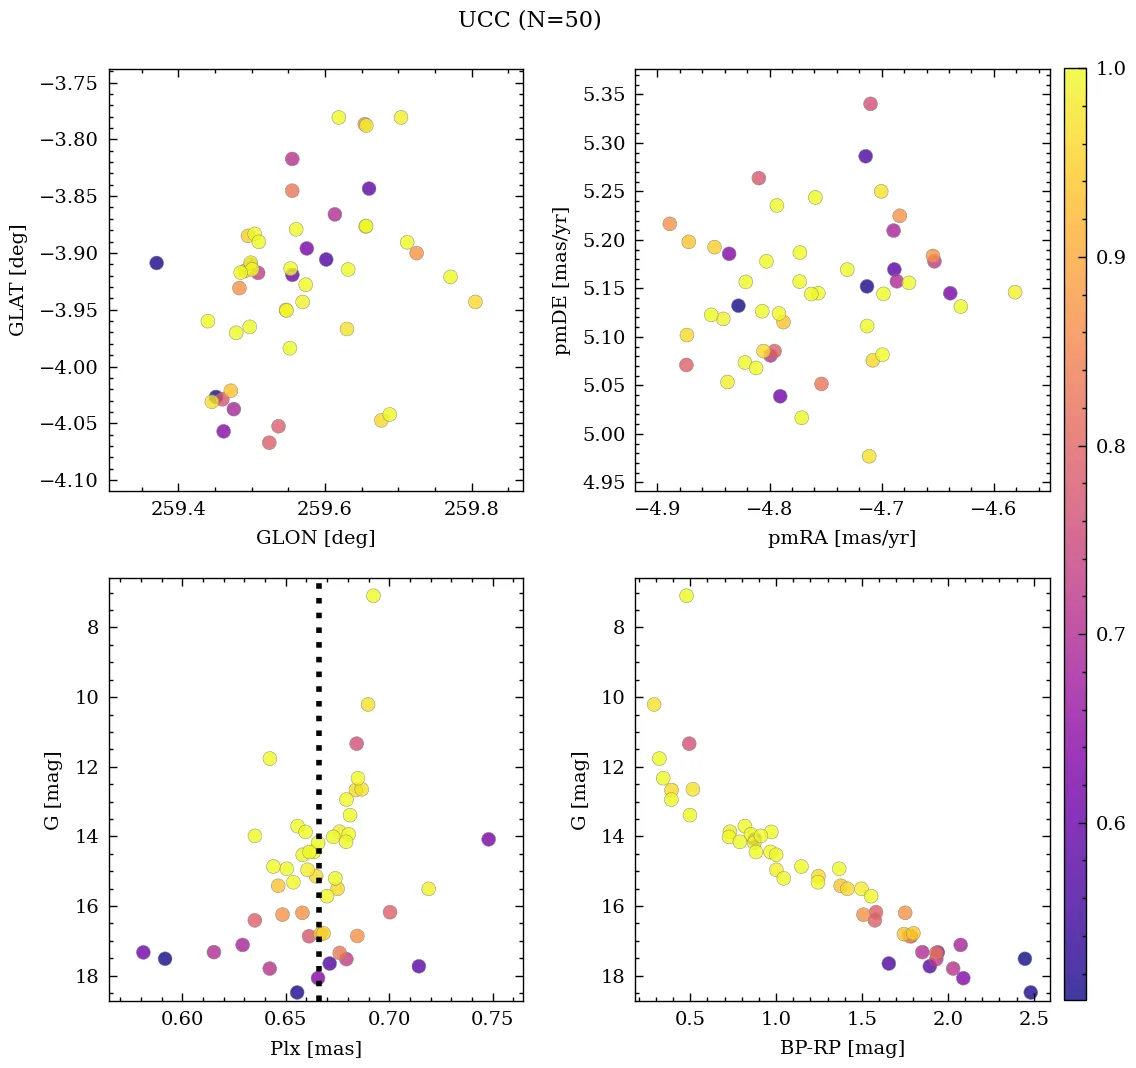 UCC (N=50)
−3.75
−3.80
−3.85
−3.90
−3.95
−4.00
−4.05
−4.10
GLAT [deg]
259.4 259.6 259.8
GLON [deg]
5.35
5.30
5.25
5.20
5.15
5.10
5.05
5.00
4.95
pmDE [mas/yr]
−4.9 −4.8 −4.7 −4.6
pmRA [mas/yr]
8
10
12
14
16
18
G [mag]
0.60 0.65 0.70 0.75
Plx [mas]
8
10
12
14
16
18
G [mag]
0.5 1.0 1.5 2.0 2.5
BP-RP [mag]
1.0
0.9
0.8
0.7
0.6